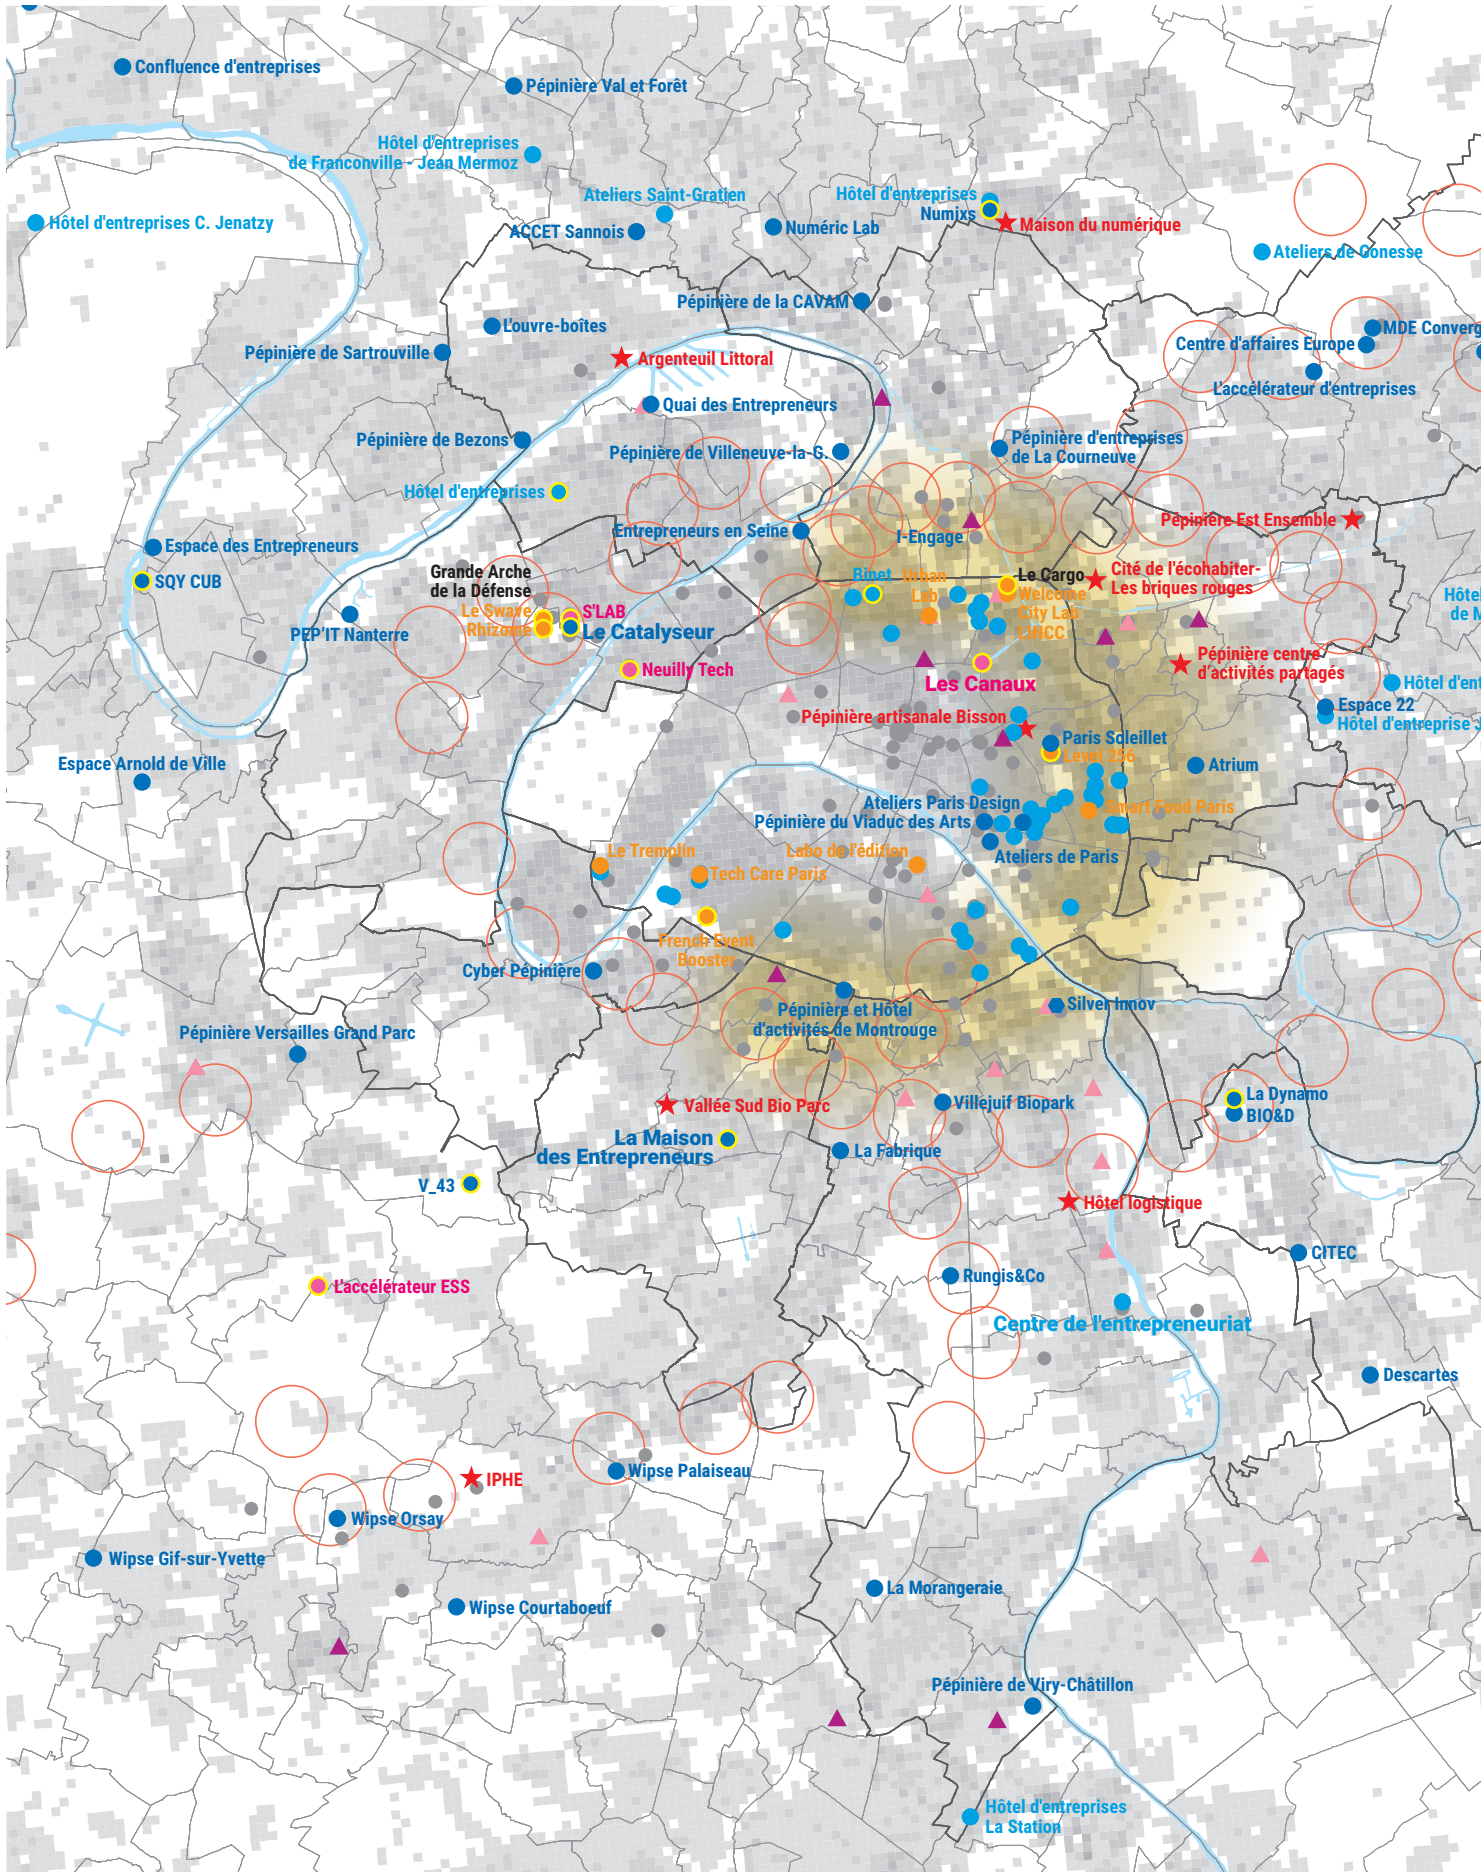 Confluence d'entreprises
Pépinière Val et Forêt
Hôtel d'entreprises
de Franconville - Jean Mermoz
Ateliers Saint-Gratien
Hôtel d'entreprises
Numixs
Hôtel d'entreprises C. Jenatzy
ACCET Sannois
Numéric Lab
Maison du numérique
Ateliers de Gonesse
Pépinière de la CAVAM
L'ouvre-boîtes
MDE Converg
Pépinière de Sartrouville
Argenteuil Littoral
Centre d'affaires Europe
L'accélérateur d'entreprises
Quai des Entrepreneurs
Pépinière de Bezons
Pépinière de Villeneuve-la-G.
Pépinière d'entreprises
de La Courneuve
Hôtel d'entreprises
Pépinière Est Ensemble
Entrepreneurs en Seine
I-Engage
Espace des Entrepreneurs
SQY CUB
Grande Arche
de la Défense
Binet
Urban
Lab
Le Cargo
Welcome
City Lab
LINCC
Cité de l'écohabiter-
Les briques rouges
Hôtel
de M
Le Swave
Rhizome
S'LAB
Le Catalyseur
PEP'IT Nanterre
Neuilly Tech
Les Canaux
Pépinière centre
d'activités partagés
Hôtel d'ent
Espace 22
Hôtel d'entreprise J
Pépinière artisanale Bisson
Paris Soleillet
Level 256
Espace Arnold de Ville
Atrium
Ateliers Paris Design
Pépinière du Viaduc des Arts
Smart Food Paris
Ateliers de Paris
Le Tremplin
Labo de l'édition
Tech Care Paris
French Event
Booster
Cyber Pépinière
Silver Innov
Pépinière et Hôtel
d'activités de Montrouge
Pépinière Versailles Grand Parc
La Dynamo
BIO&D
Vallée Sud Bio Parc
Villejuif Biopark
La Maison
des Entrepreneurs
La Fabrique
V_43
Hôtel logistique
CITEC
Rungis&Co
L'accélérateur ESS
Centre de l'entrepreneuriat
Descartes
Wipse Palaiseau
IPHE
Wipse Orsay
Wipse Gif-sur-Yvette
La Morangeraie
Wipse Courtaboeuf
Pépinière de Viry-Châtillon
Hôtel d'entreprises
La Station